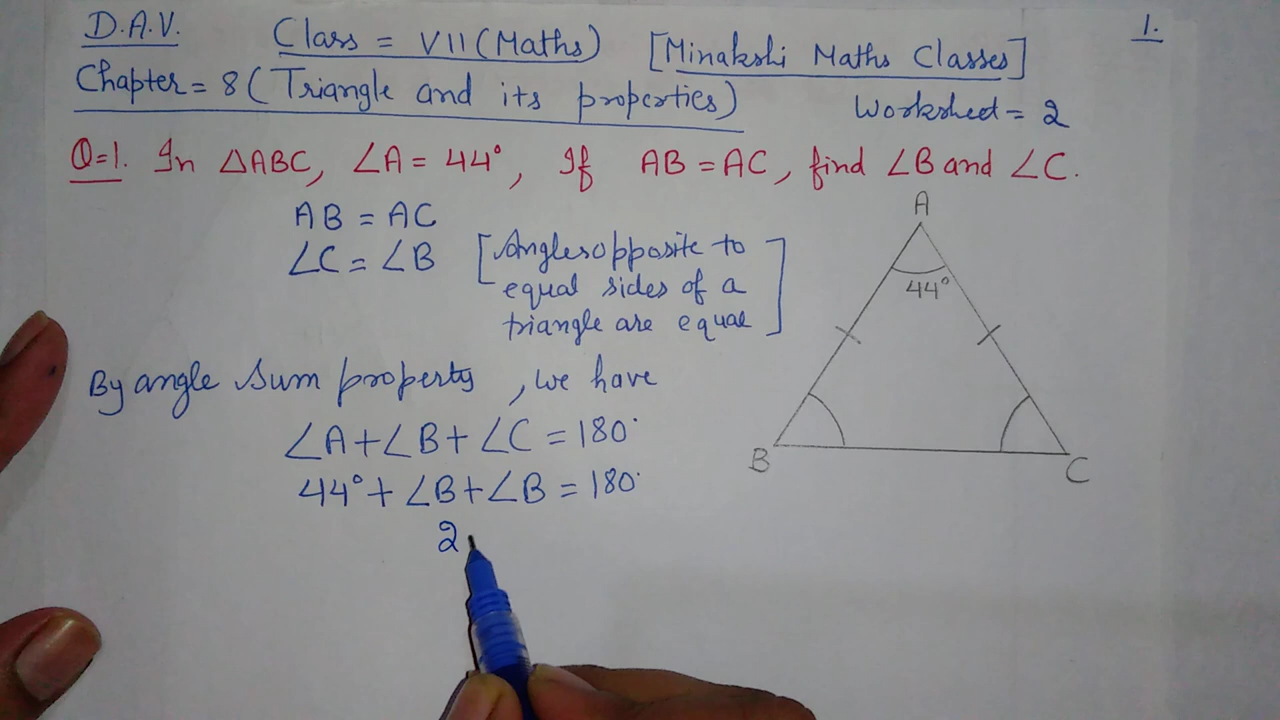 D.A.V. Class = VII (Maths) [Minakshi Maths Classes] 1.
Chapter = 8 (Triangle and its properties) Worksheet = 2
Q=1. In △ABC, ∠A = 44°, If AB = AC, find ∠B and ∠C.
AB = AC
∠C = ∠B [Angles opposite to
equal sides of a
triangle are equal]
A
44°
B
C
By angle sum property, we have
∠A + ∠B + ∠C = 180°
44° + ∠B + ∠B = 180°
2